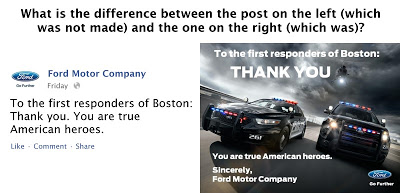 What is the difference between the post on the left (which
was not made) and the one on the right (which was)?
Ford
Go Further
Ford Motor Company
Friday
To the first responders of Boston:
Thank you. You are true
American heroes.
Like · Comment · Share
To the first responders of Boston:
THANK YOU
You are true American heroes.
Sincerely,
Ford Motor Company
Ford
Go Further